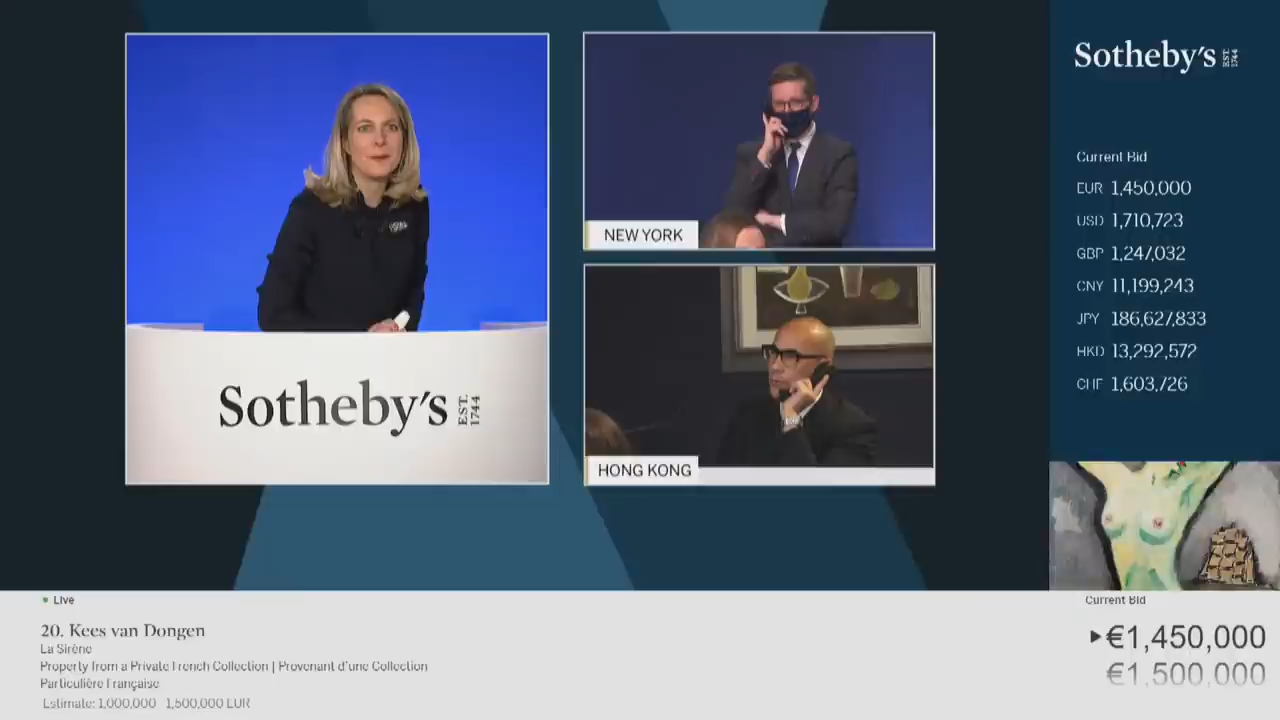 Sotheby's EST. 1744
NEW YORK
HONG KONG
Sotheby's EST. 1744
Current Bid
EUR 1,450,000
USD 1,710,723
GBP 1,247,032
CNY 11,199,243
JPY 186,627,833
HKD 13,292,572
CHF 1,603,726
Live
20. Kees van Dongen
La Sirène
Property from a Private French Collection | Provenant d'une Collection
Particulière Française
Estimate: 1,000,000 1,500,000 EUR
Current Bid
€1,450,000
€1,500,000